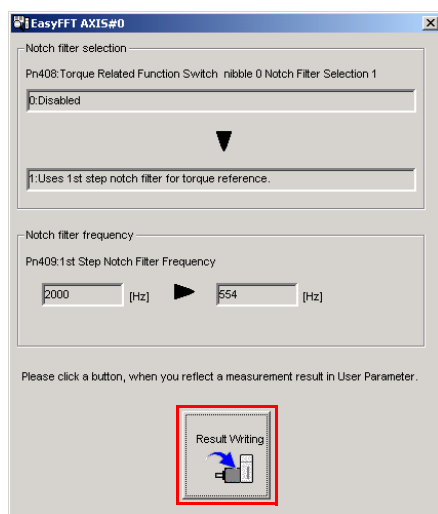 EasyFFT AXIS#0
Notch filter selection
Pn408:Torque Related Function Switch nibble 0 Notch Filter Selection 1
0:Disabled
1:Uses 1st step notch filter for torque reference.
Notch filter frequency
Pn409:1st Step Notch Filter Frequency
2000 [Hz] 554 [Hz]
Please click a button, when you reflect a measurement result in User Parameter.
Result Writing